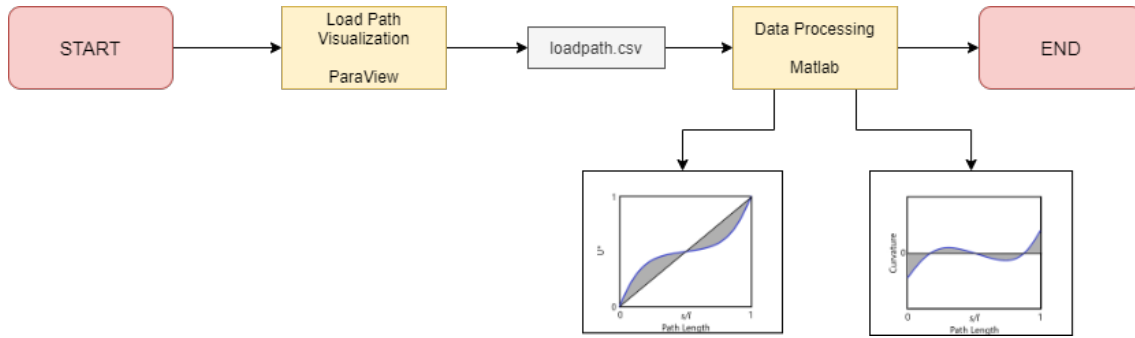 START
Load Path
Visualization
ParaView
loadpath.csv
Data Processing
Matlab
END
1
U*
0
0
s/l
1
Path Length
Curvature
0
0
s/l
1
Path Length